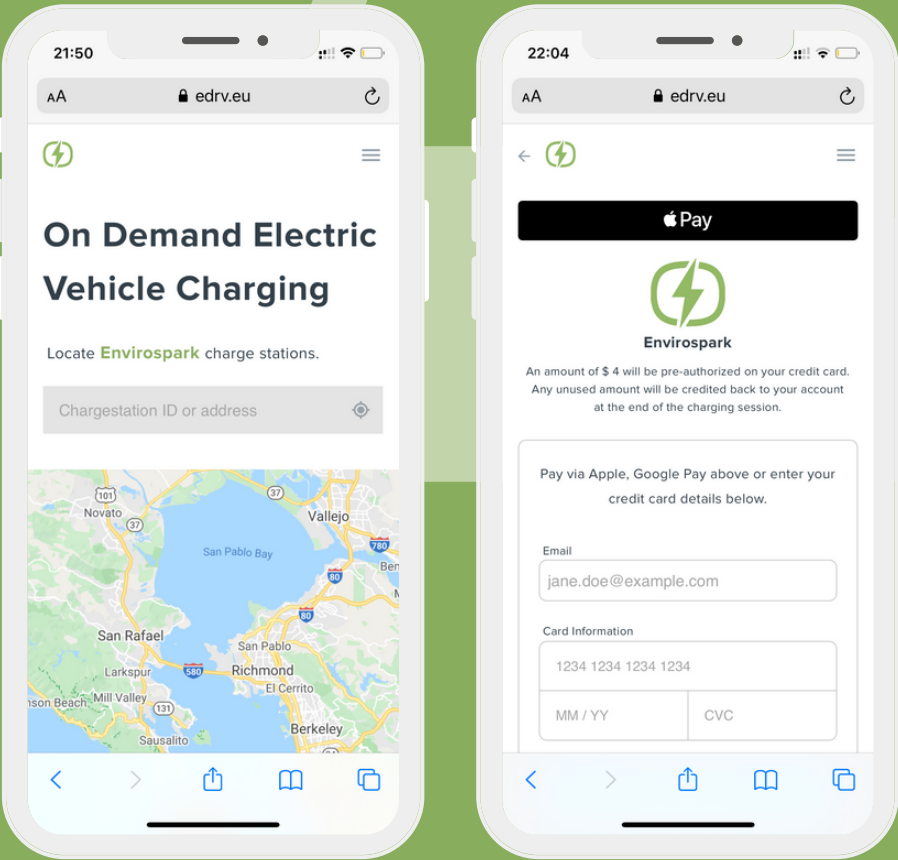 21:50
AA edrv.eu
On Demand Electric
Vehicle Charging
Locate Envirospark charge stations.
Chargestation ID or address
101
37
Novato
37
Vallejo
San Pablo Bay
780
80
Ben
80
San Rafael
San Pablo
Larkspur
580
Richmond
El Cerrito
nson Beach
Mill Valley
131
Berkeley
Sausalito
22:04
AA edrv.eu
Pay
Envirospark
An amount of $ 4 will be pre-authorized on your credit card.
Any unused amount will be credited back to your account
at the end of the charging session.
Pay via Apple, Google Pay above or enter your
credit card details below.
Email
jane.doe@example.com
Card Information
1234 1234 1234 1234
MM / YY CVC